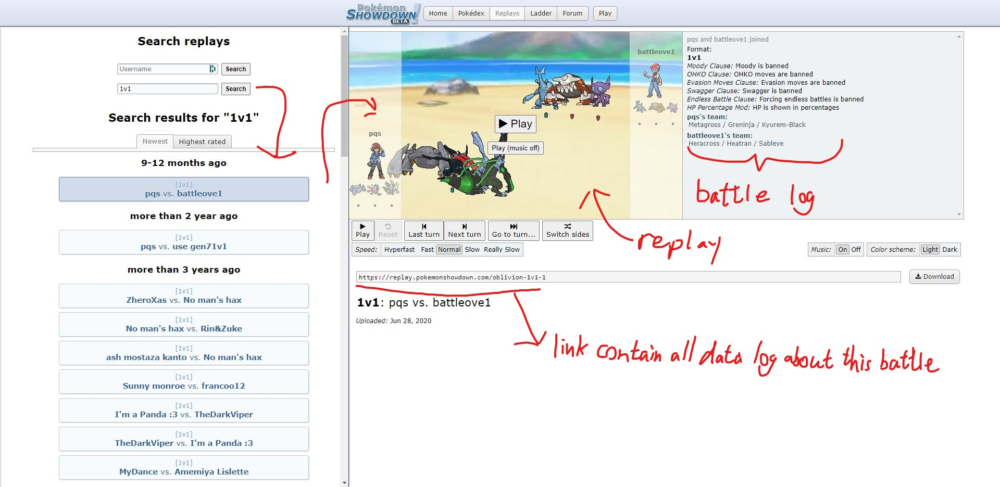 Pokémon
SHOWDOWN!
BETA
Home
Pokédex
Replays
Ladder
Forum
Play
Search replays
Username
Search
1v1
Search
Search results for "1v1"
Newest
Highest rated
9-12 months ago
[1v1]
pqs vs. battleove1
more than 2 year ago
[1v1]
pqs vs. use gen71v1
more than 3 years ago
[1v1]
ZheroXas vs. No man's hax
[1v1]
No man's hax vs. Rin&Zuke
[1v1]
ash mostaza kanto vs. No man's hax
[1v1]
Sunny monroe vs. francoo12
[1v1]
I'm a Panda :3 vs. TheDarkViper
[1v1]
TheDarkViper vs. I'm a Panda :3
[1v1]
MyDance vs. Amemiya Lislette
pqs
battleove1
Play
Play (music off)
pqs and battleove1 joined
Format:
1v1
Moody Clause: Moody is banned
OHKO Clause: OHKO moves are banned
Evasion Moves Clause: Evasion moves are banned
Swagger Clause: Swagger is banned
Endless Battle Clause: Forcing endless battles is banned
HP Percentage Mod: HP is shown in percentages
pqs's team:
Metagross / Greninja / Kyurem-Black
battleove1's team:
Heracross / Heatran / Sableye
battle log
replay
Play
Reset
Last turn
Next turn
Go to turn...
Switch sides
Speed: Hyperfast Fast Normal Slow Really Slow
Music: On Off
Color scheme: Light Dark
https://replay.pokemonshowdown.com/oblivion-1v1-1
Download
1v1: pqs vs. battleove1
Uploaded: Jun 28, 2020
link contain all data log about this battle